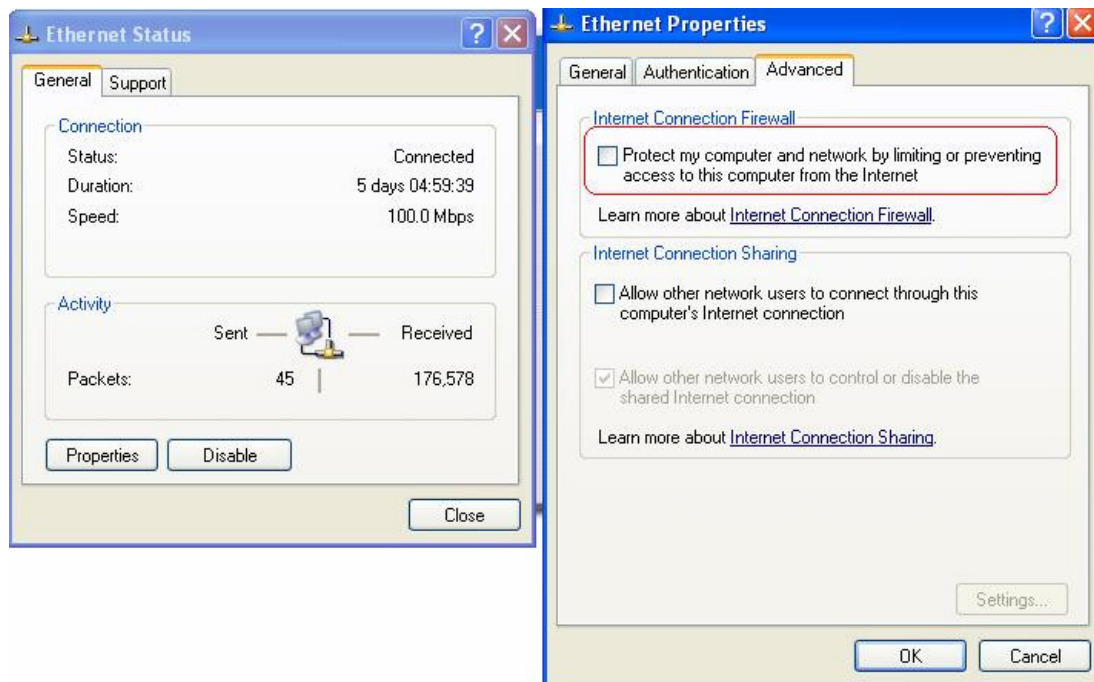 Ethernet Status
General Support
Connection
Status: Connected
Duration: 5 days 04:59:39
Speed: 100.0 Mbps
Activity
Sent Received
Packets: 45 176,578
Properties Disable
Close
Ethernet Properties
General Authentication Advanced
Internet Connection Firewall
Protect my computer and network by limiting or preventing
access to this computer from the Internet
Learn more about Internet Connection Firewall.
Internet Connection Sharing
Allow other network users to connect through this
computer's Internet connection
Allow other network users to control or disable the
shared Internet connection
Learn more about Internet Connection Sharing.
Settings...
OK Cancel